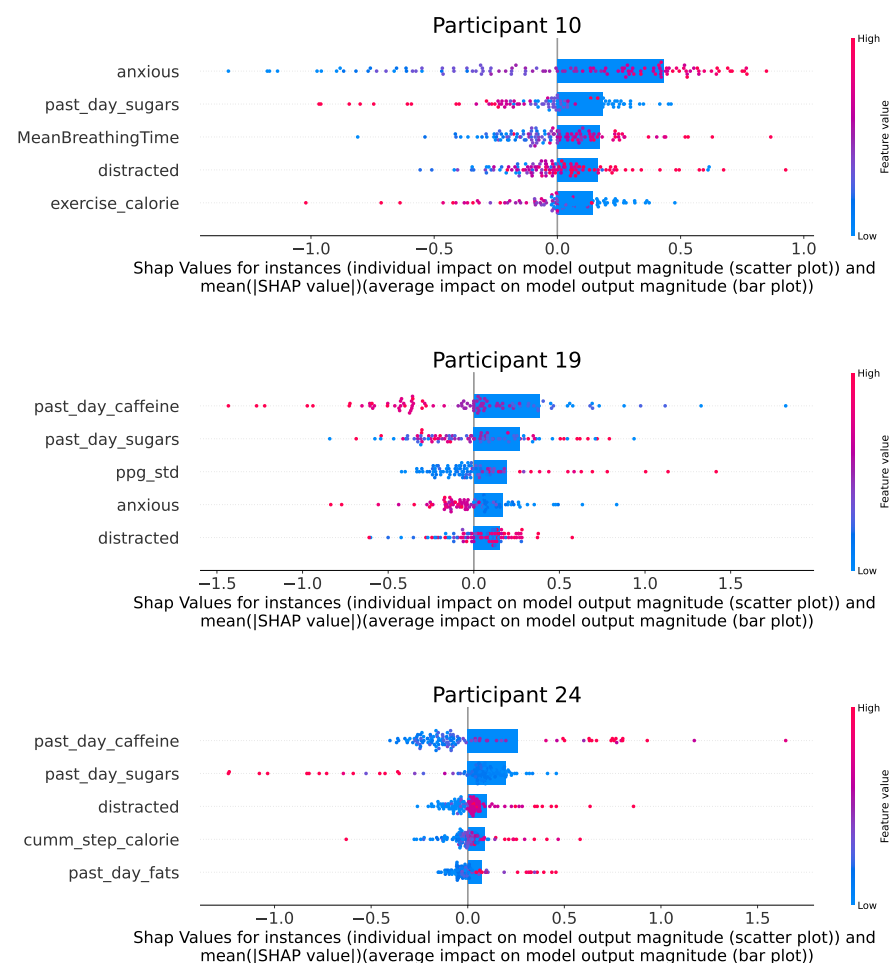 Participant 10
High
anxious
past_day_sugars
MeanBreathingTime
distracted
exercise_calorie
Feature value
Low
−1.0 −0.5 0.0 0.5 1.0
Shap Values for instances (individual impact on model output magnitude (scatter plot)) and
mean(|SHAP value|)(average impact on model output magnitude (bar plot))
Participant 19
High
past_day_caffeine
past_day_sugars
ppg_std
anxious
distracted
Feature value
Low
−1.5 −1.0 −0.5 0.0 0.5 1.0 1.5
Shap Values for instances (individual impact on model output magnitude (scatter plot)) and
mean(|SHAP value|)(average impact on model output magnitude (bar plot))
Participant 24
High
past_day_caffeine
past_day_sugars
distracted
cumm_step_calorie
past_day_fats
Feature value
Low
−1.0 −0.5 0.0 0.5 1.0 1.5
Shap Values for instances (individual impact on model output magnitude (scatter plot)) and
mean(|SHAP value|)(average impact on model output magnitude (bar plot))